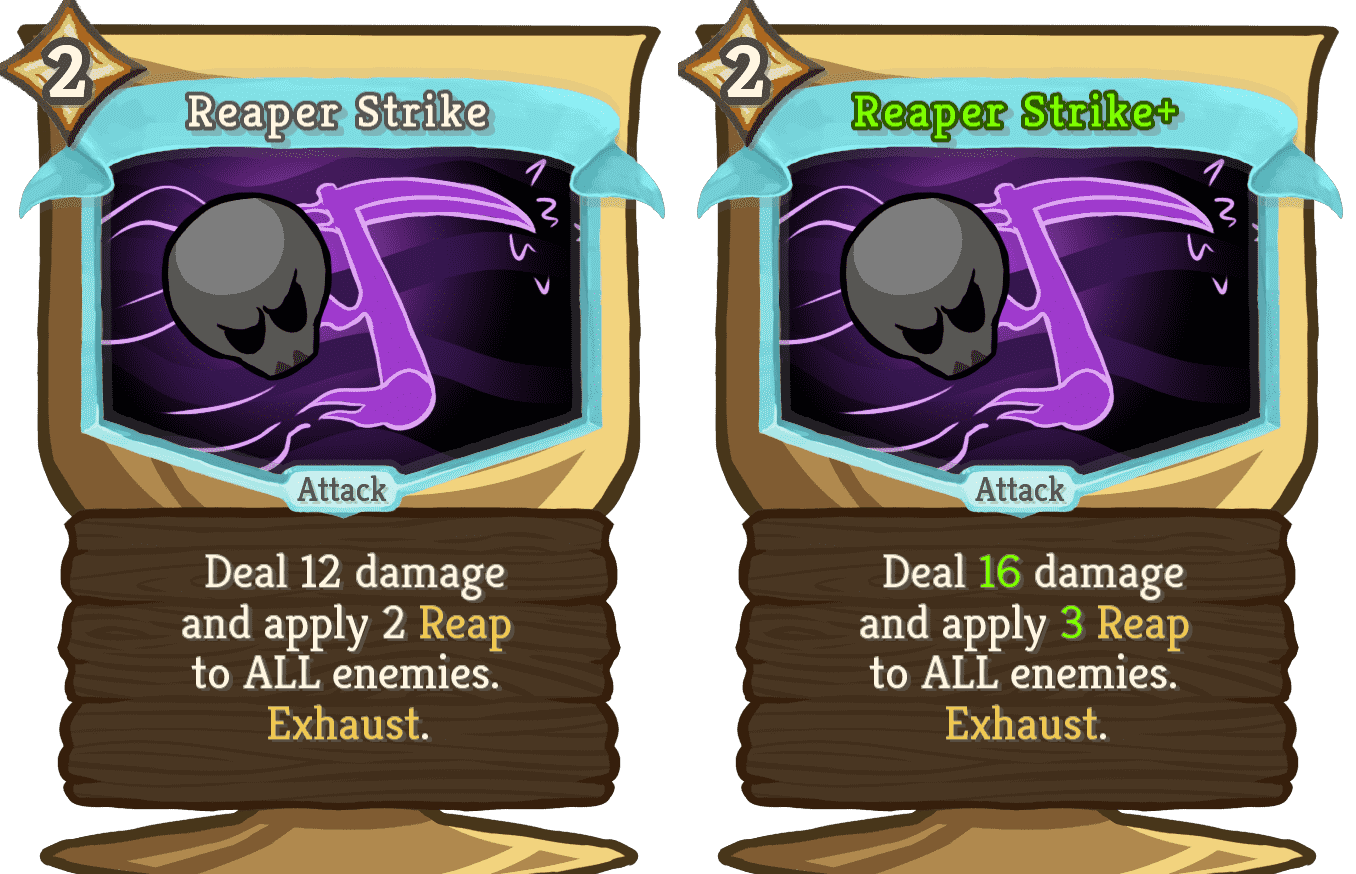 2
Reaper Strike
Attack
Deal 12 damage
and apply 2 Reap
to ALL enemies.
Exhaust.
2
Reaper Strike+
Attack
Deal 16 damage
and apply 3 Reap
to ALL enemies.
Exhaust.